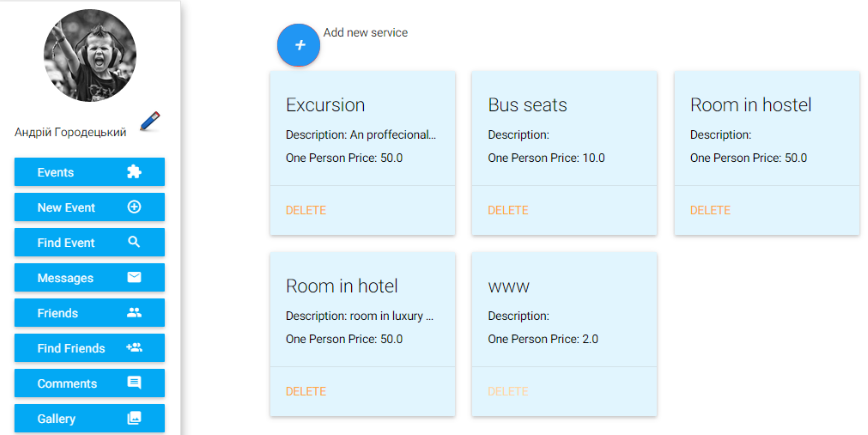 Андрій Городецький
Events
New Event
Find Event
Messages
Friends
Find Friends
Comments
Gallery
Add new service
Excursion
Description: An proffecional...
One Person Price: 50.0
DELETE
Bus seats
Description:
One Person Price: 10.0
DELETE
Room in hostel
Description:
One Person Price: 50.0
DELETE
Room in hotel
Description: room in luxury ...
One Person Price: 50.0
DELETE
www
Description:
One Person Price: 2.0
DELETE